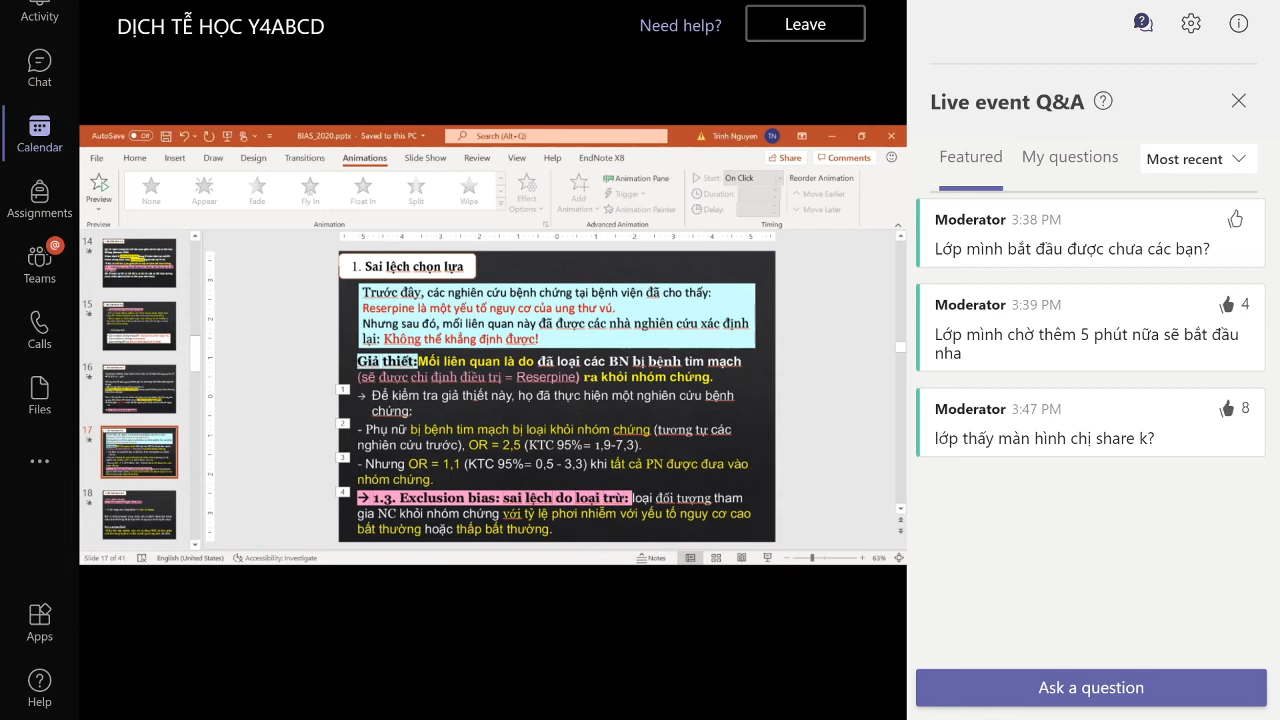 Activity
DỊCH TỄ HỌC Y4ABCD
Need help?
Leave
Chat
Calendar
Assignments
Teams
Calls
Files
Apps
Help
AutoSave Off
BIAS_2020.pptx - Saved to this PC
Search (Alt+Q)
Trinh Nguyen TN
File Home Insert Draw Design Transitions Animations Slide Show Review View Help EndNote X8
Share Comments
Preview
None Appear Fade Fly In Float In Split Wipe
Effect Options
Add Animation
Animation Pane
Trigger
Animation Painter
Start: On Click
Duration:
Delay:
Reorder Animation
Move Earlier
Move Later
Preview Animation Advanced Animation Timing
14
15
16
17
18
1. Sai lệch chọn lựa
Trước đây, các nghiên cứu bệnh chứng tại bệnh viện đã cho thấy:
Reserpine là một yếu tố nguy cơ của ung thư vú.
Nhưng sau đó, mối liên quan này đã được các nhà nghiên cứu xác định
lại: Không thể khẳng định được!
Giả thiết: Mối liên quan là do đã loại các BN bị bệnh tim mạch
(sẽ được chỉ định điều trị = Reserpine) ra khỏi nhóm chứng.
1
→ Để kiểm tra giả thiết này, họ đã thực hiện một nghiên cứu bệnh
chứng:
2
- Phụ nữ bị bệnh tim mạch bị loại khỏi nhóm chứng (tương tự các
nghiên cứu trước), OR = 2,5 (KTC 95%= 1,9-7,3).
3
- Nhưng OR = 1,1 (KTC 95%= -3,3) khi tất cả PN được đưa vào
nhóm chứng.
4
→ 1.3. Exclusion bias: sai lệch do loại trừ: loại đối tượng tham
gia NC khỏi nhóm chứng với tỷ lệ phơi nhiễm với yếu tố nguy cơ cao
bất thường hoặc thấp bất thường.
Slide 17 of 41 English (United States) Accessibility: Investigate Notes 63%
Live event Q&A
Featured My questions Most recent
Moderator 3:38 PM
Lớp mình bắt đầu được chưa các bạn?
Moderator 3:39 PM
Lớp mình chờ thêm 5 phút nữa sẽ bắt đầu
nha
Moderator 3:47 PM 8
lớp thấy màn hình chị share k?
Ask a question